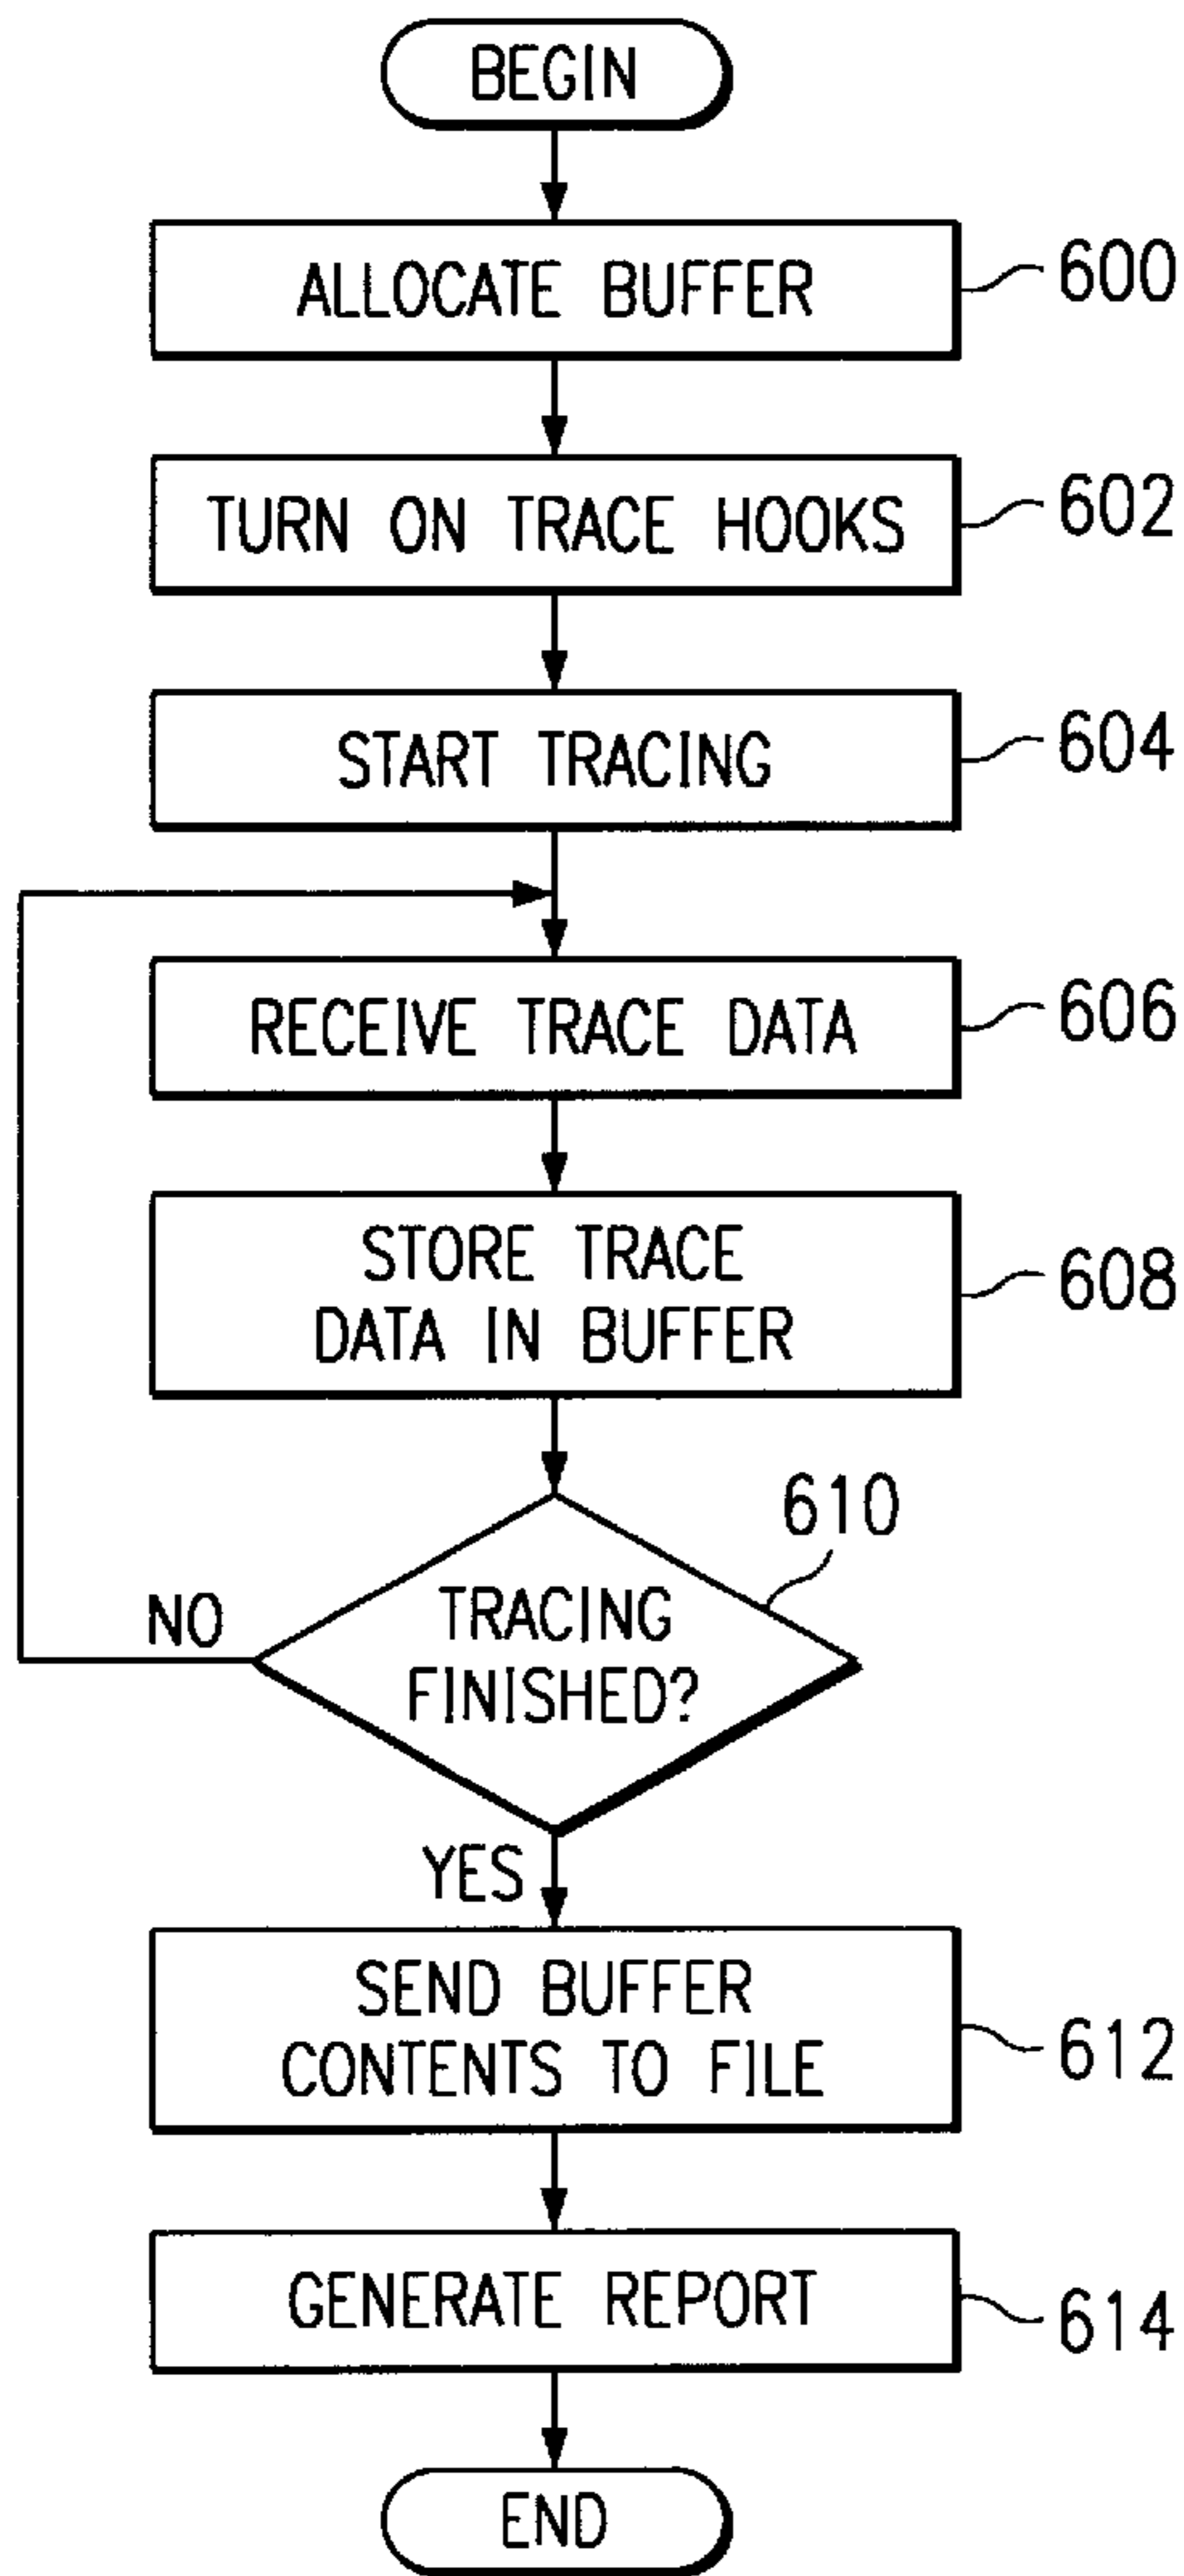 BEGIN
ALLOCATE BUFFER
600
TURN ON TRACE HOOKS
602
START TRACING
604
RECEIVE TRACE DATA
606
STORE TRACE
DATA IN BUFFER
608
610
TRACING
FINISHED?
NO
YES
SEND BUFFER
CONTENTS TO FILE
612
GENERATE REPORT
614
END